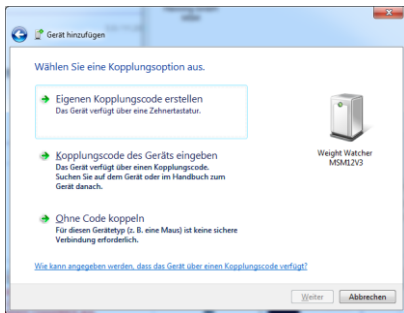 Gerät hinzufügen
Wählen Sie eine Kopplungsoption aus.
Eigenen Kopplungscode erstellen
Das Gerät verfügt über eine Zehnertastatur.
Kopplungscode des Geräts eingeben
Das Gerät verfügt über einen Kopplungscode.
Suchen Sie auf dem Gerät oder im Handbuch zum
Gerät danach.
Weight Watcher
MSM12V3
Ohne Code koppeln
Für diesen Gerätetyp (z. B. eine Maus) ist keine sichere
Verbindung erforderlich.
Wie kann angegeben werden, dass das Gerät über einen Kopplungscode verfügt?
Weiter
Abbrechen